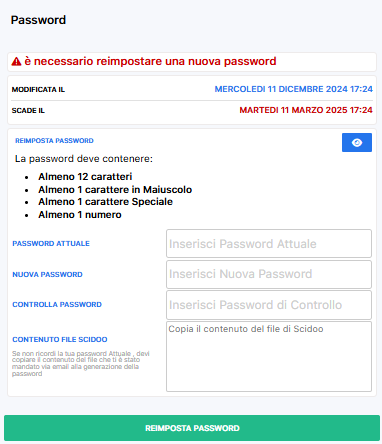 Password
è necessario reimpostare una nuova password
MODIFICATA IL MERCOLEDI 11 DICEMBRE 2024 17:24
SCADE IL MARTEDI 11 MARZO 2025 17:24
REIMPOSTA PASSWORD
La password deve contenere:
• Almeno 12 caratteri
• Almeno 1 carattere in Maiuscolo
• Almeno 1 carattere Speciale
• Almeno 1 numero
PASSWORD ATTUALE Inserisci Password Attuale
NUOVA PASSWORD Inserisci Nuova Password
CONTROLLA PASSWORD Inserisci Password di Controllo
Copia il contenuto del file di Scidoo
CONTENUTO FILE SCIDOO
Se non ricordi la tua password Attuale , devi
copiare il contenuto del file che ti è stato
mandato via email alla generazione della
password
REIMPOSTA PASSWORD